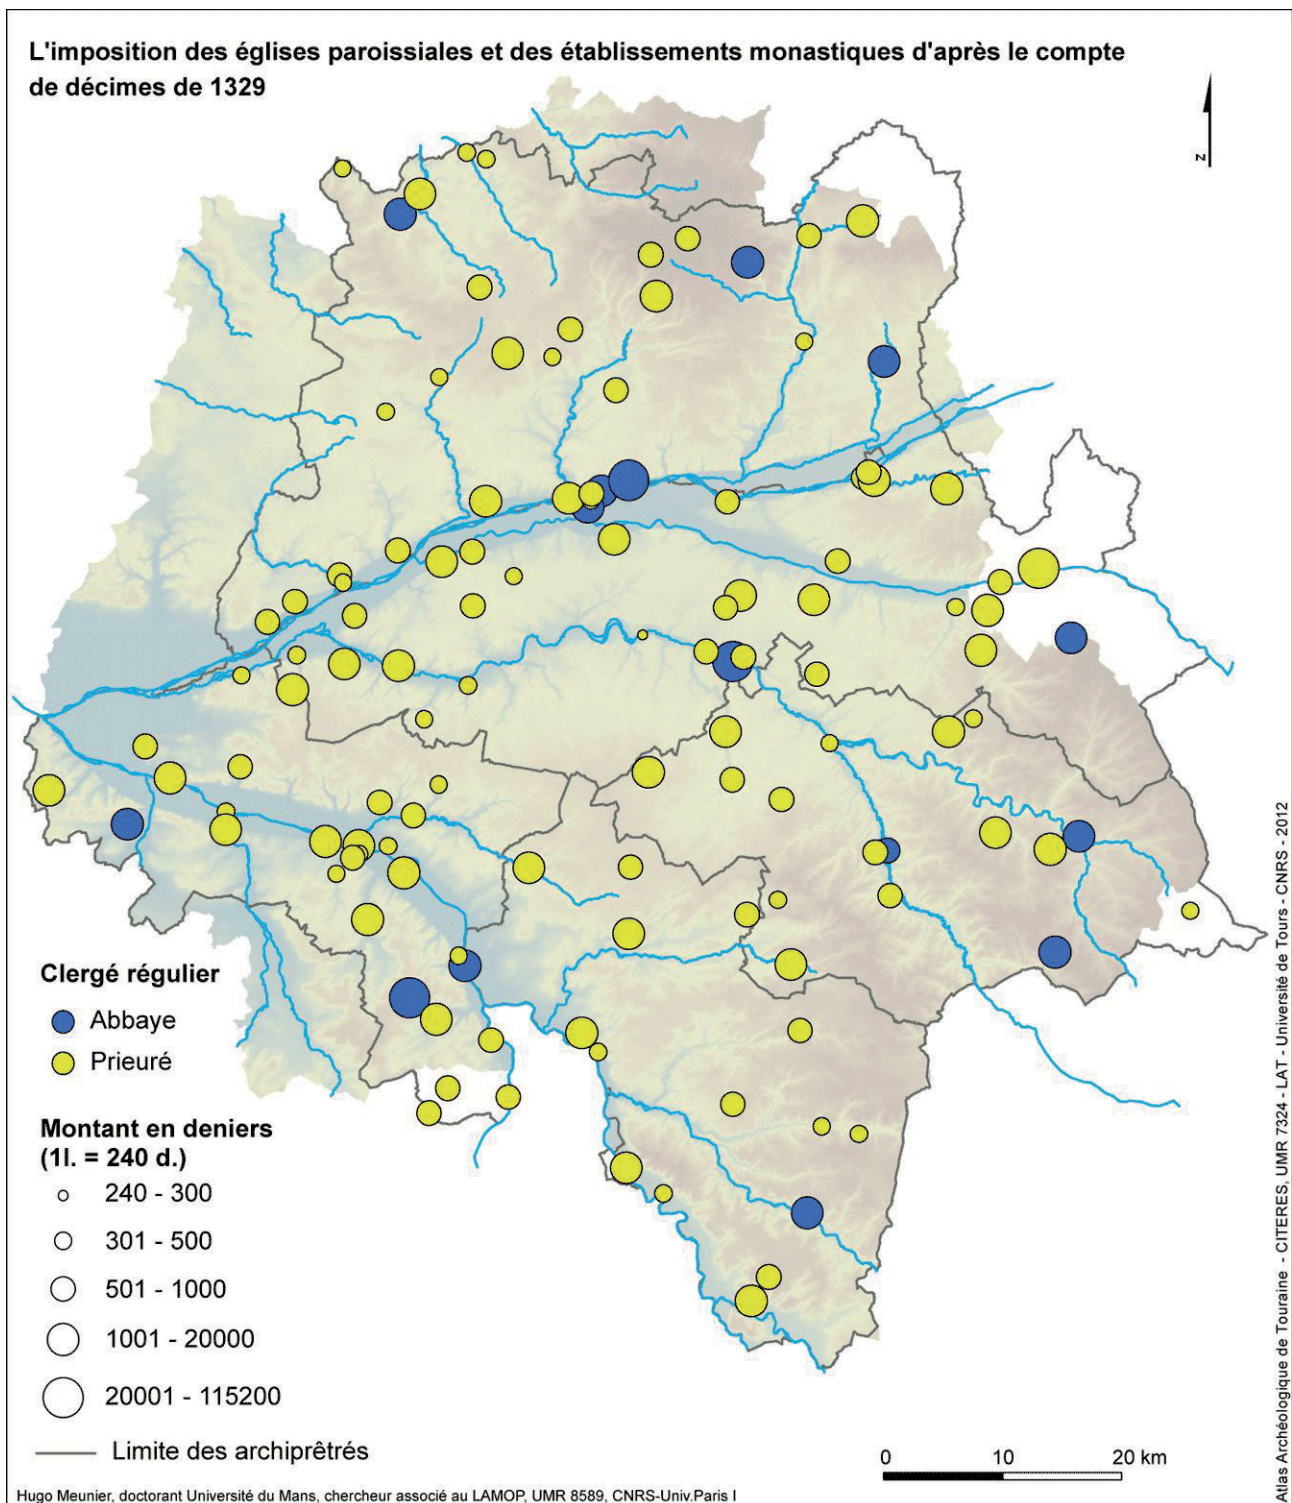 L'imposition des églises paroissiales et des établissements monastiques d'après le compte
de décimes de 1329
z
Clergé régulier
Abbaye
Prieuré
Montant en deniers
(1l. = 240 d.)
240 - 300
301 - 500
501 - 1000
1001 - 20000
20001 - 115200
Limite des archiprêtrés
0 10 20 km
Hugo Meunier, doctorant Université du Mans, chercheur associé au LAMOP, UMR 8589, CNRS-Univ.Paris I
Atlas Archéologique de Touraine - CITERES, UMR 7324 - LAT - Université de Tours - CNRS - 2012